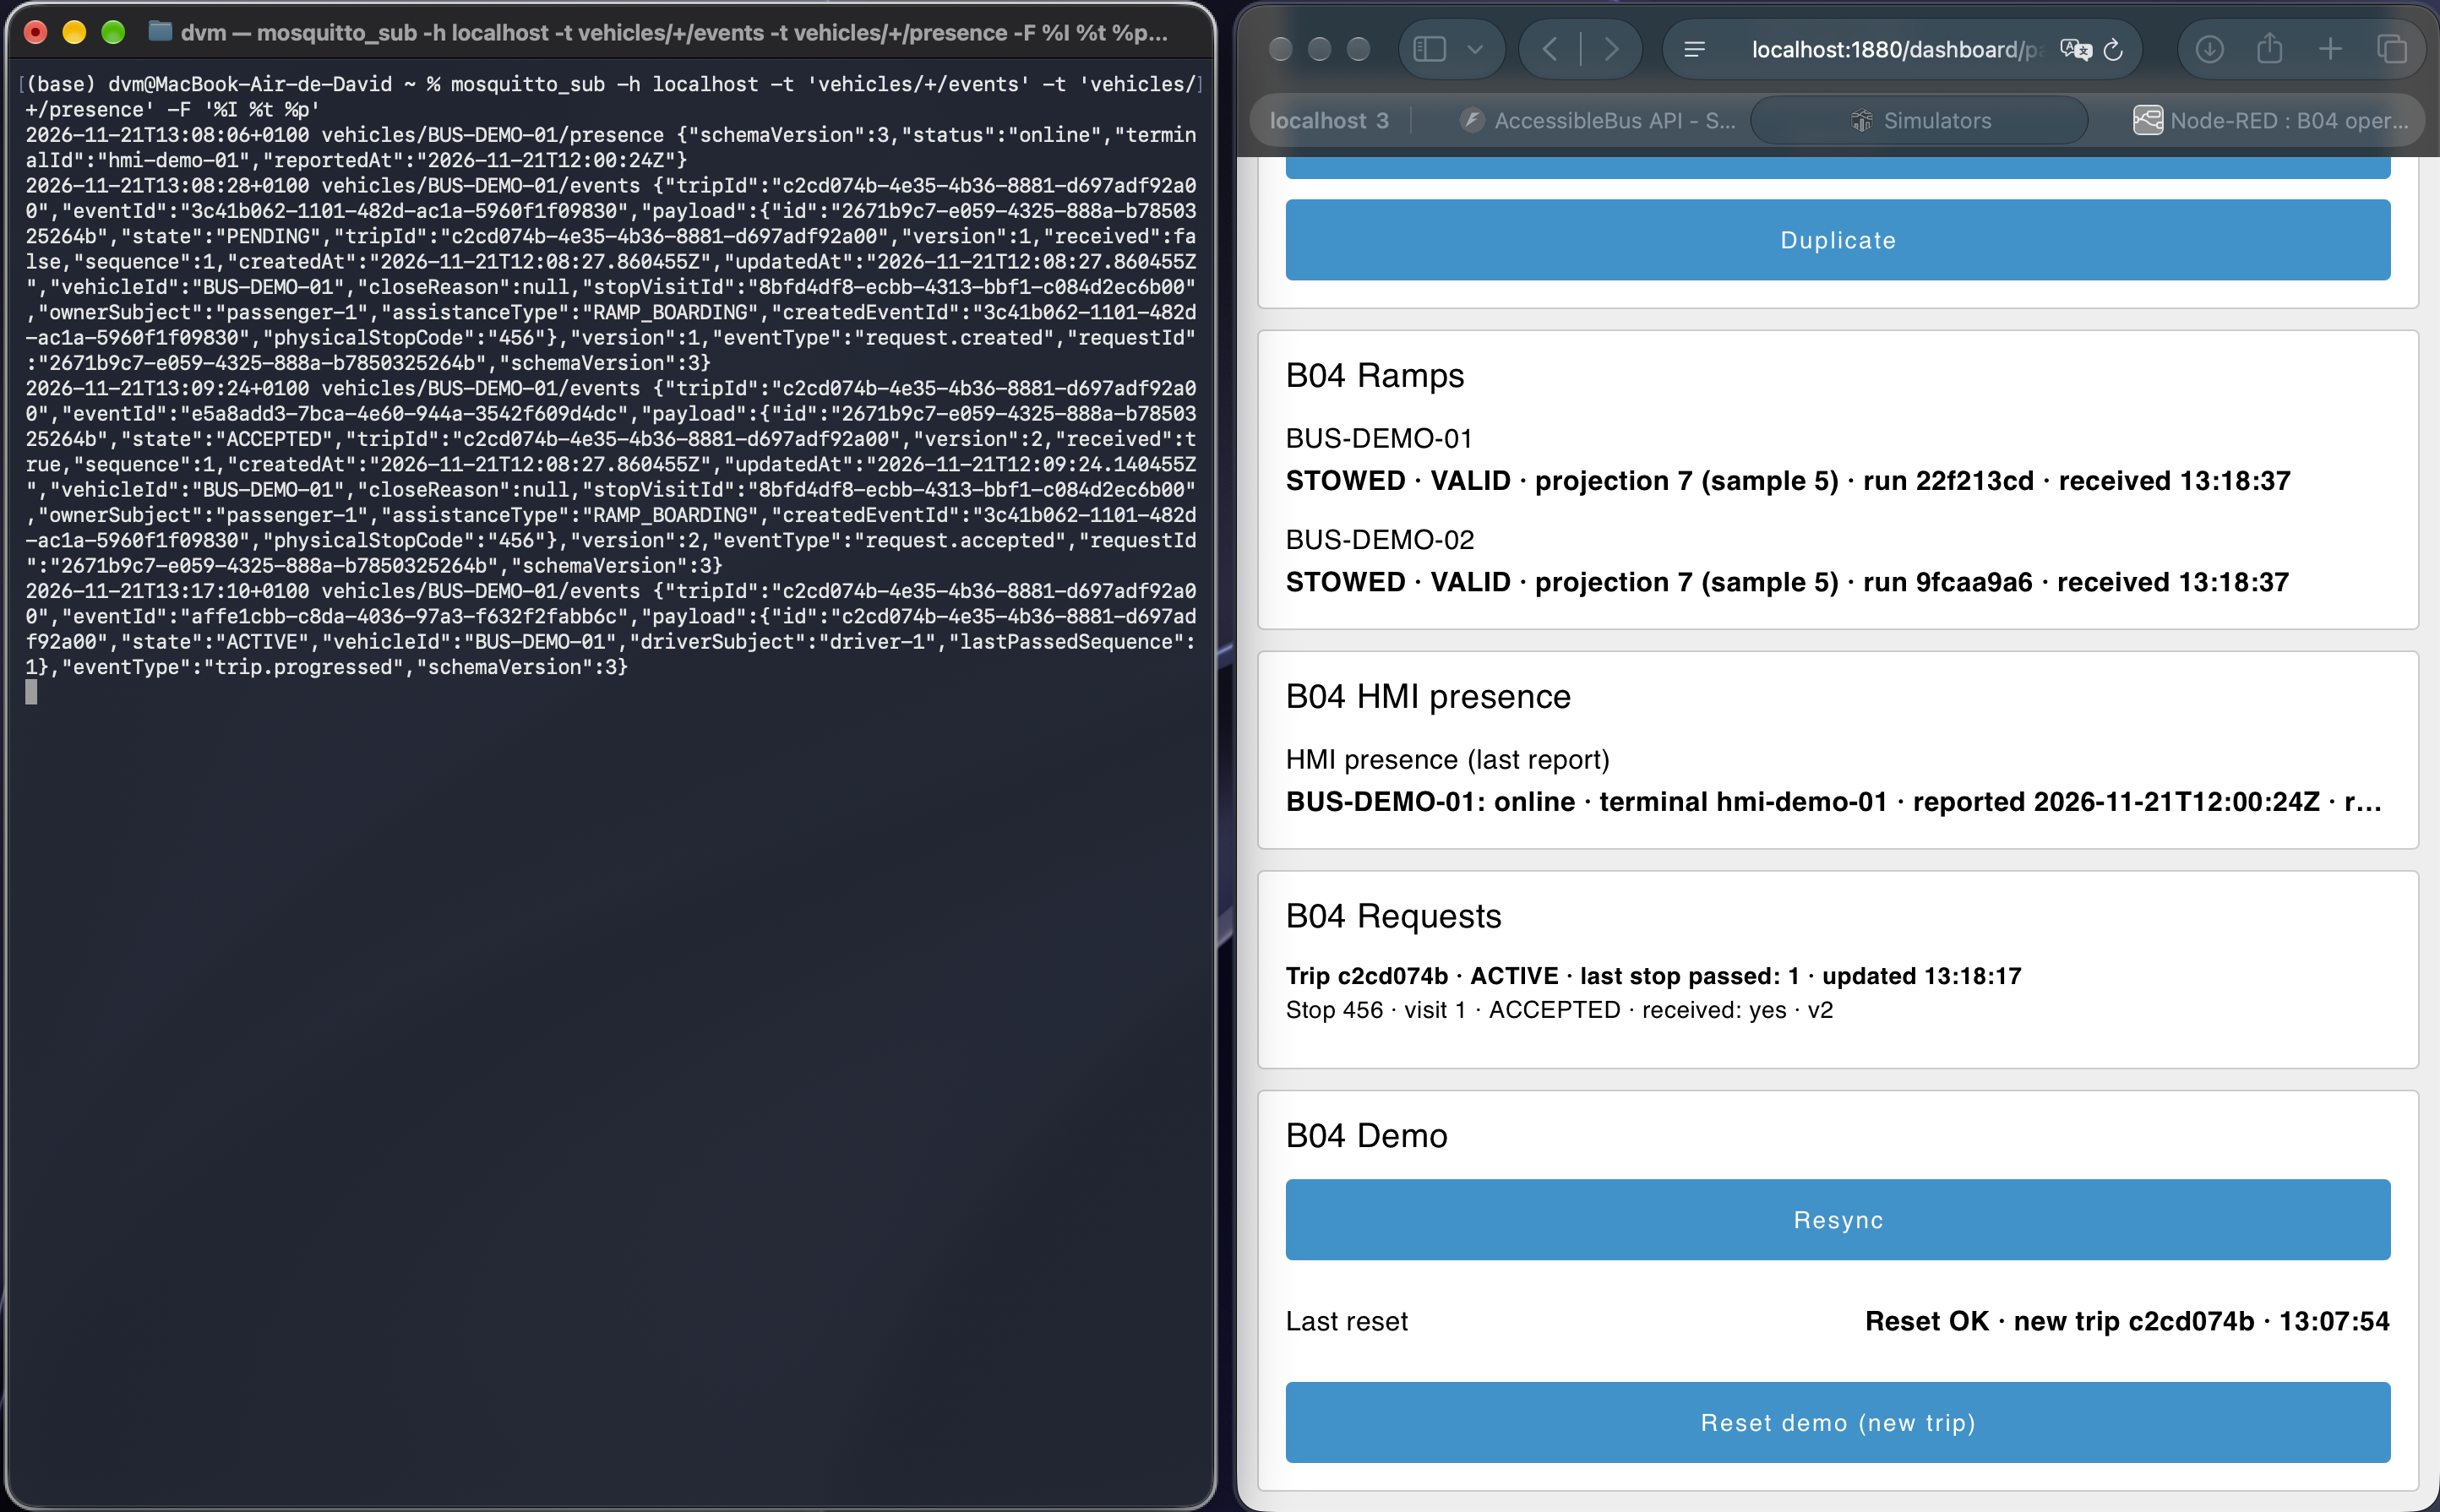 dvm — mosquitto_sub -h localhost -t vehicles/+/events -t vehicles/+/presence -F %I %t %p...
[(base) dvm@MacBook-Air-de-David ~ % mosquitto_sub -h localhost -t 'vehicles/+/events' -t 'vehicles/]
+/presence' -F '%I %t %p'
2026-11-21T13:08:06+0100 vehicles/BUS-DEMO-01/presence {"schemaVersion":3,"status":"online","termin
alId":"hmi-demo-01","reportedAt":"2026-11-21T12:00:24Z"}
2026-11-21T13:08:28+0100 vehicles/BUS-DEMO-01/events {"tripId":"c2cd074b-4e35-4b36-8881-d697adf92a0
0","eventId":"3c41b062-1101-482d-ac1a-5960f1f09830","payload":{"id":"2671b9c7-e059-4325-888a-b78503
25264b","state":"PENDING","tripId":"c2cd074b-4e35-4b36-8881-d697adf92a00","version":1,"received":fa
lse,"sequence":1,"createdAt":"2026-11-21T12:08:27.860455Z","updatedAt":"2026-11-21T12:08:27.860455Z
","vehicleId":"BUS-DEMO-01","closeReason":null,"stopVisitId":"8bfd4df8-ecbb-4313-bbf1-c084d2ec6b00"
,"ownerSubject":"passenger-1","assistanceType":"RAMP_BOARDING","createdEventId":"3c41b062-1101-482d
-ac1a-5960f1f09830","physicalStopCode":"456"},"version":1,"eventType":"request.created","requestId"
:"2671b9c7-e059-4325-888a-b7850325264b","schemaVersion":3}
2026-11-21T13:09:24+0100 vehicles/BUS-DEMO-01/events {"tripId":"c2cd074b-4e35-4b36-8881-d697adf92a0
0","eventId":"e5a8add3-7bca-4e60-944a-3542f609d4dc","payload":{"id":"2671b9c7-e059-4325-888a-b78503
25264b","state":"ACCEPTED","tripId":"c2cd074b-4e35-4b36-8881-d697adf92a00","version":2,"received":t
rue,"sequence":1,"createdAt":"2026-11-21T12:08:27.860455Z","updatedAt":"2026-11-21T12:09:24.140455Z
","vehicleId":"BUS-DEMO-01","closeReason":null,"stopVisitId":"8bfd4df8-ecbb-4313-bbf1-c084d2ec6b00"
,"ownerSubject":"passenger-1","assistanceType":"RAMP_BOARDING","createdEventId":"3c41b062-1101-482d
-ac1a-5960f1f09830","physicalStopCode":"456"},"version":2,"eventType":"request.accepted","requestId
":"2671b9c7-e059-4325-888a-b7850325264b","schemaVersion":3}
2026-11-21T13:17:10+0100 vehicles/BUS-DEMO-01/events {"tripId":"c2cd074b-4e35-4b36-8881-d697adf92a0
0","eventId":"affe1cbb-c8da-4036-97a3-f632f2fabb6c","payload":{"id":"c2cd074b-4e35-4b36-8881-d697ad
f92a00","state":"ACTIVE","vehicleId":"BUS-DEMO-01","driverSubject":"driver-1","lastPassedSequence":
1},"eventType":"trip.progressed","schemaVersion":3}
localhost:1880/dashboard/pa
localhost 3
AccessibleBus API - S...
Simulators
Node-RED : B04 oper...
Duplicate
B04 Ramps
BUS-DEMO-01
STOWED · VALID · projection 7 (sample 5) · run 22f213cd · received 13:18:37
BUS-DEMO-02
STOWED · VALID · projection 7 (sample 5) · run 9fcaa9a6 · received 13:18:37
B04 HMI presence
HMI presence (last report)
BUS-DEMO-01: online · terminal hmi-demo-01 · reported 2026-11-21T12:00:24Z · r...
B04 Requests
Trip c2cd074b · ACTIVE · last stop passed: 1 · updated 13:18:17
Stop 456 · visit 1 · ACCEPTED · received: yes · v2
B04 Demo
Resync
Last reset
Reset OK · new trip c2cd074b · 13:07:54
Reset demo (new trip)